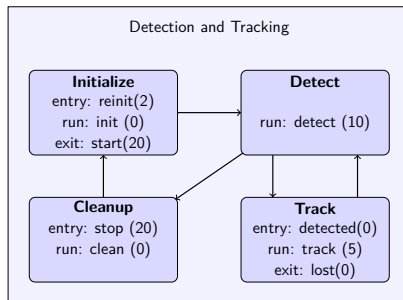 Detection and Tracking
Initialize
entry: reinit(2)
run: init (0)
exit: start(20)
Detect
run: detect (10)
Cleanup
entry: stop (20)
run: clean (0)
Track
entry: detected(0)
run: track (5)
exit: lost(0)